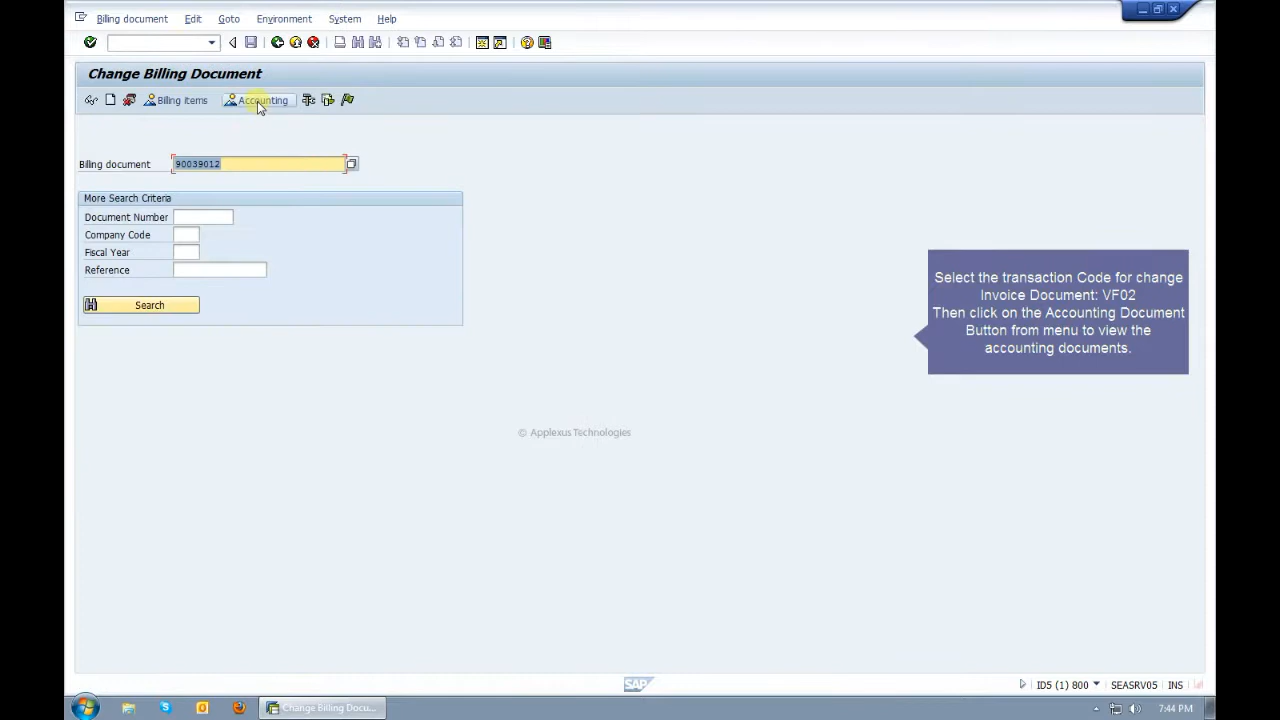 Billing document Edit Goto Environment System Help
Change Billing Document
Billing items Accounting
Billing document 90039012
More Search Criteria
Document Number
Company Code
Fiscal Year
Reference
Search
Select the transaction Code for change
Invoice Document: VF02
Then click on the Accounting Document
Button from menu to view the
accounting documents.
© Applexus Technologies
SAP
ID5 (1) 800 SEASRV05 INS
Change Billing Docu...
7:44 PM